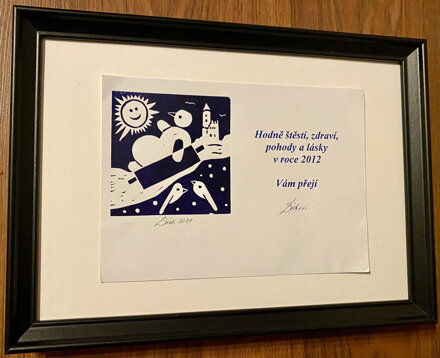 Hodně štěstí, zdraví,
pohody a lásky
v roce 2012
Vám přejí